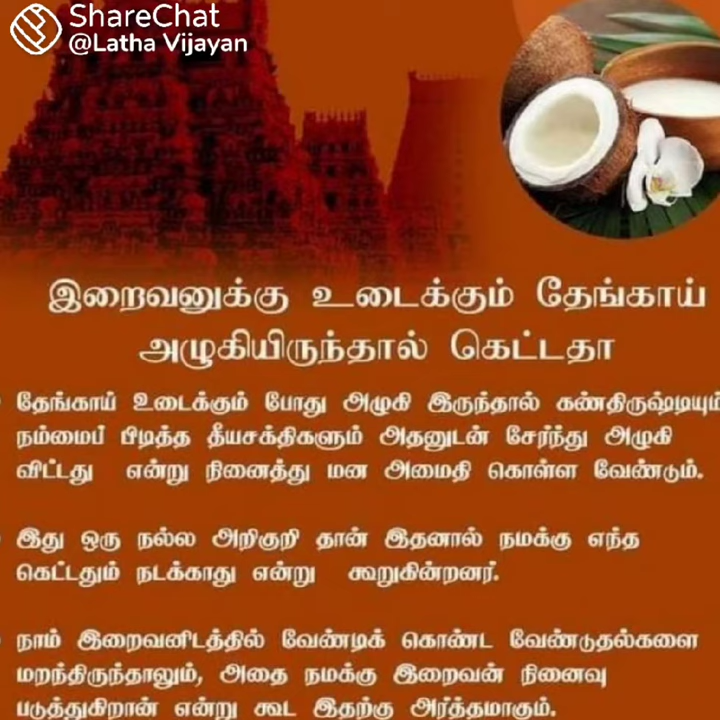 ShareChat
@Latha Vijayan
இறைவனுக்கு உடைக்கும் தேங்காய்
அழுகியிருந்தால் கெட்டதா
தேங்காய் உடைக்கும் போது அழுகி இருந்தால் கண்திருஷ்டியும்
நம்மைப் பிடித்த தீயசக்திகளும் அதனுடன் சேர்ந்து அழுகி
விட்டது என்று நினைத்து மன அமைதி கொள்ள வேண்டும்.
இது ஒரு நல்ல அறிகுறி தான் இதனால் நமக்கு எந்த
கெட்டதும் நடக்காது என்று கூறுகின்றனர்.
நாம் இறைவனிடத்தில் வேண்டிக் கொண்ட வேண்டுதல்களை
மறந்திருந்தாலும், அதை நமக்கு இறைவன் நினைவு
படுத்துகிறான் என்று கூட இதற்கு அர்த்தமாகும்.